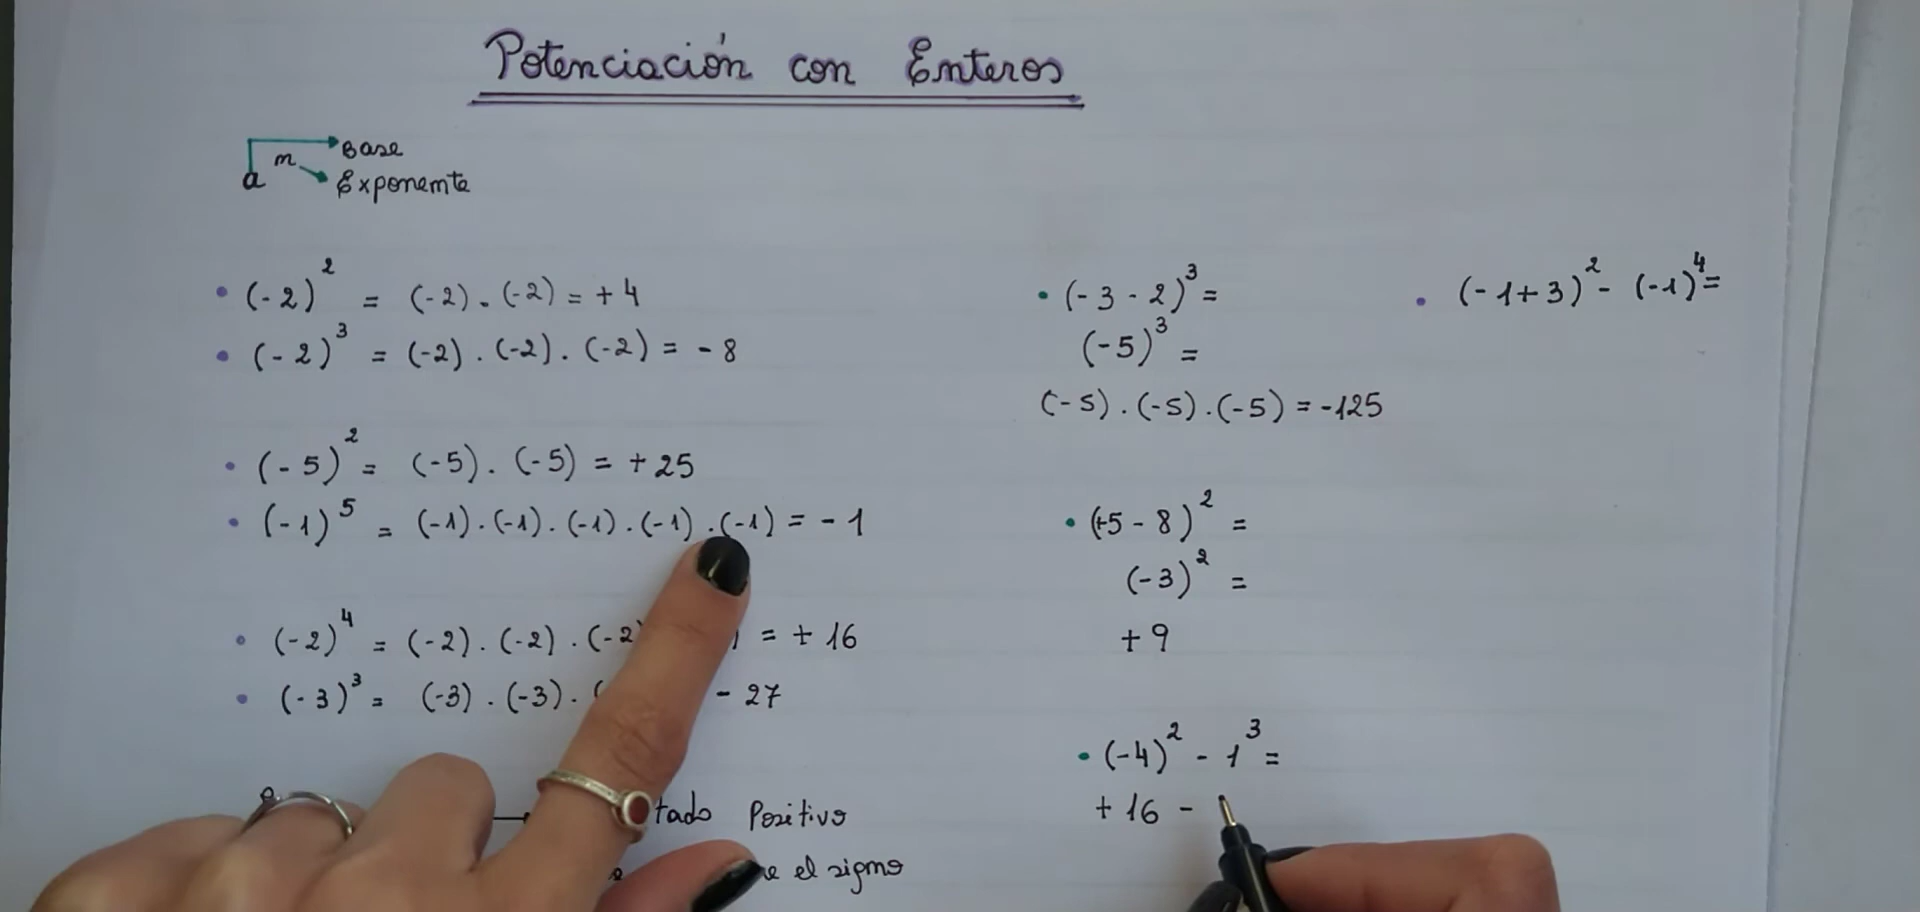 Potenciación con Enteros
Base
a^n
Exponente
• (-2)^2 = (-2) . (-2) = +4
• (-2)^3 = (-2) . (-2) . (-2) = -8
• (-5)^2 = (-5) . (-5) = +25
• (-1)^5 = (-1) . (-1) . (-1) . (-1) . (-1) = -1
• (-2)^4 = (-2) . (-2) . (-2) = +16
• (-3)^3 = (-3) . (-3) . ( - 27
tado Positivo
el signo
• (-3 - 2)^3 =
(-5)^3 =
(-5) . (-5) . (-5) = -125
• (+5 - 8)^2 =
(-3)^2 =
+9
• (-4)^2 - 1^3 =
+16 -
• (-1+3)^2 - (-1)^4 =